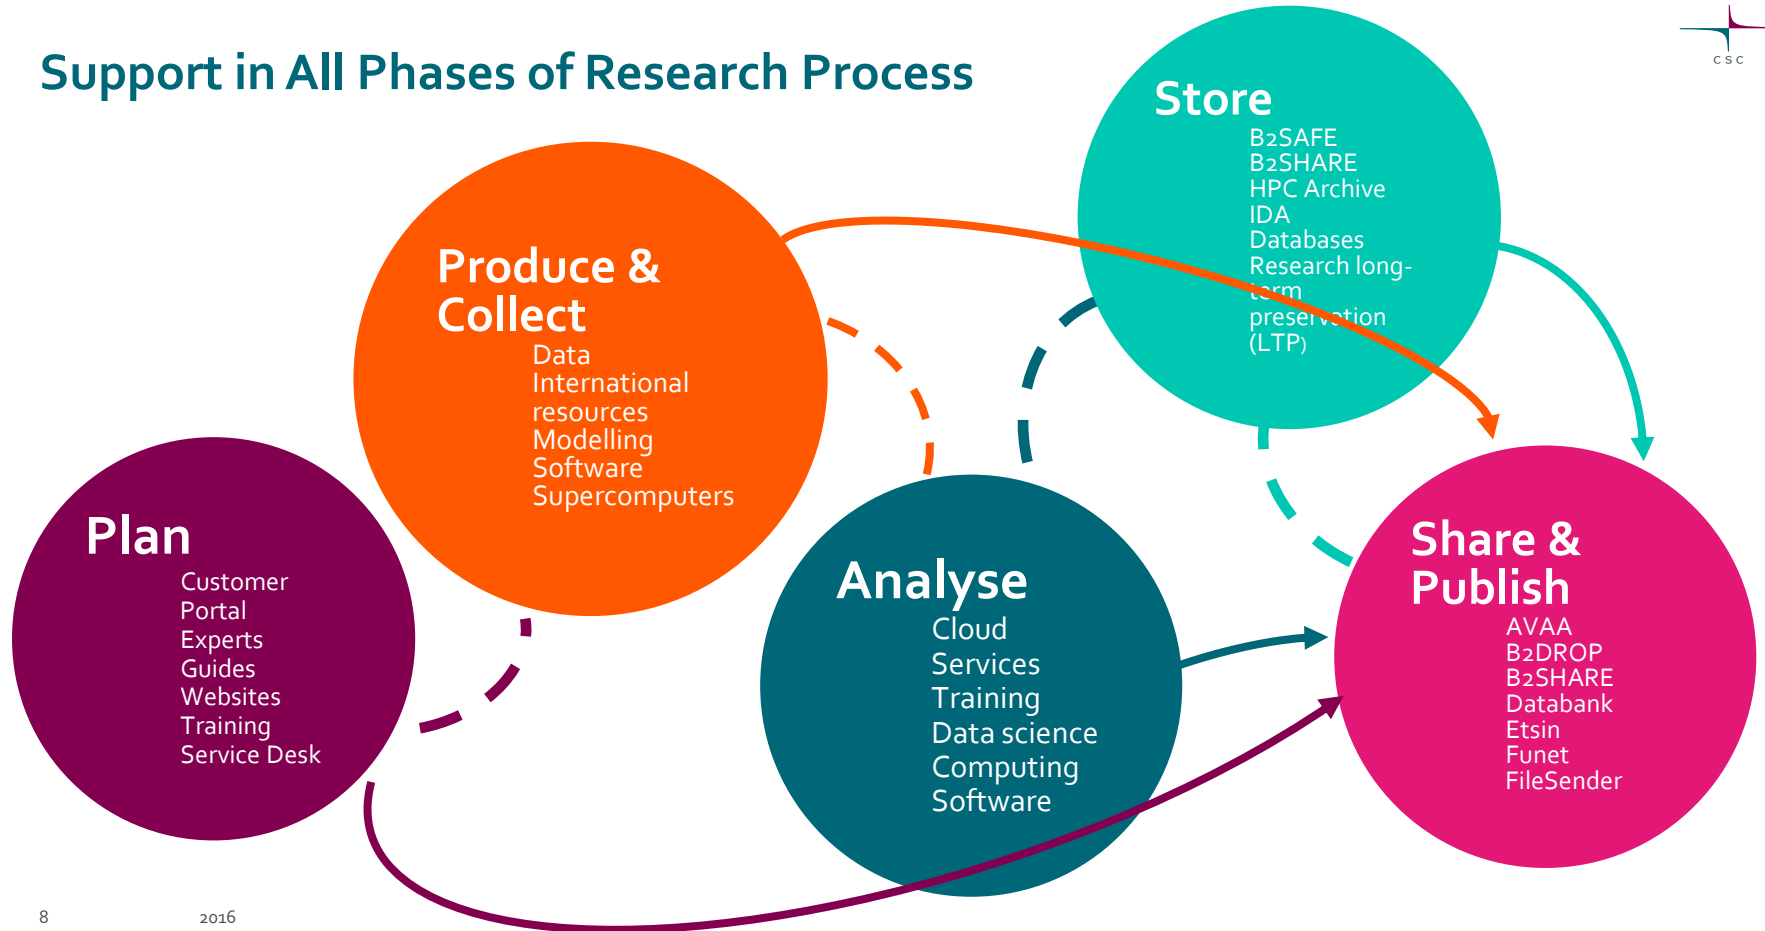 Support in All Phases of Research Process
CSC
Store
B2SAFE
B2SHARE
HPC Archive
IDA
Databases
Research long-
term
preservation
(LTP)
Produce &
Collect
Data
International
resources
Modelling
Software
Supercomputers
Plan
Customer
Portal
Experts
Guides
Websites
Training
Service Desk
Analyse
Cloud
Services
Training
Data science
Computing
Software
Share &
Publish
AVAA
B2DROP
B2SHARE
Databank
Etsin
Funet
FileSender
8
2016